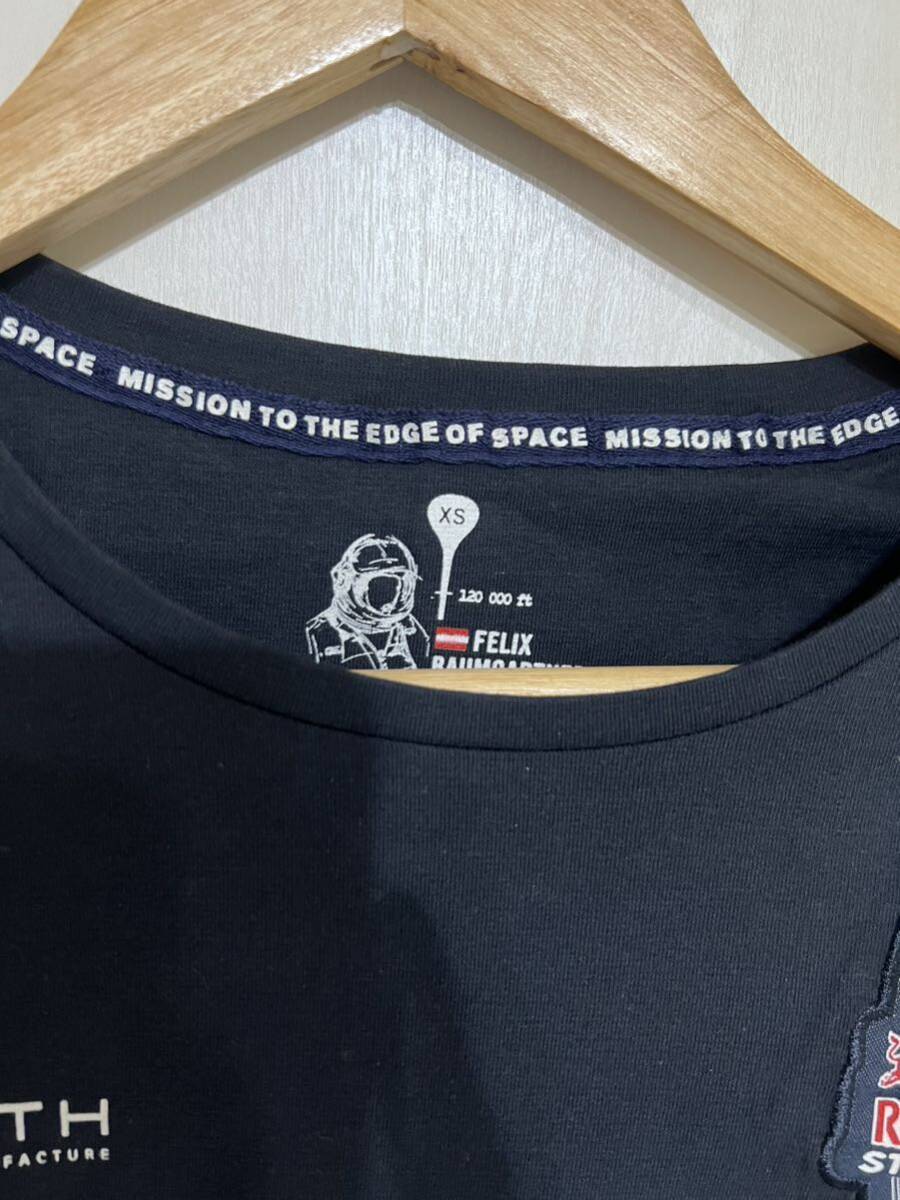 SPACE MISSION TO THE EDGE OF SPACE MISSION TO THE EDGE
XS
120 000 ft
FELIX
TH
FACTURE
R
ST